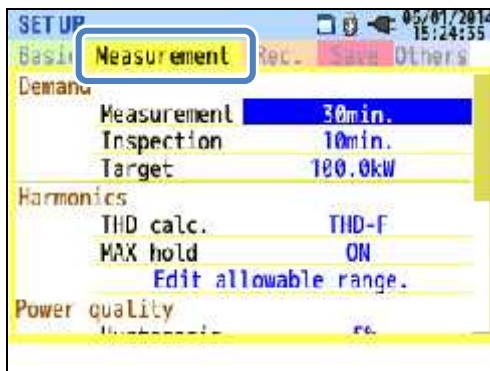 SET UP 05/01/2014
15:24:35
Basic Measurement Rec. Save Others
Demand
Measurement 30min.
Inspection 10min.
Target 100.0kW
Harmonics
THD calc. THD-F
MAX hold ON
Edit allowable range.
Power quality